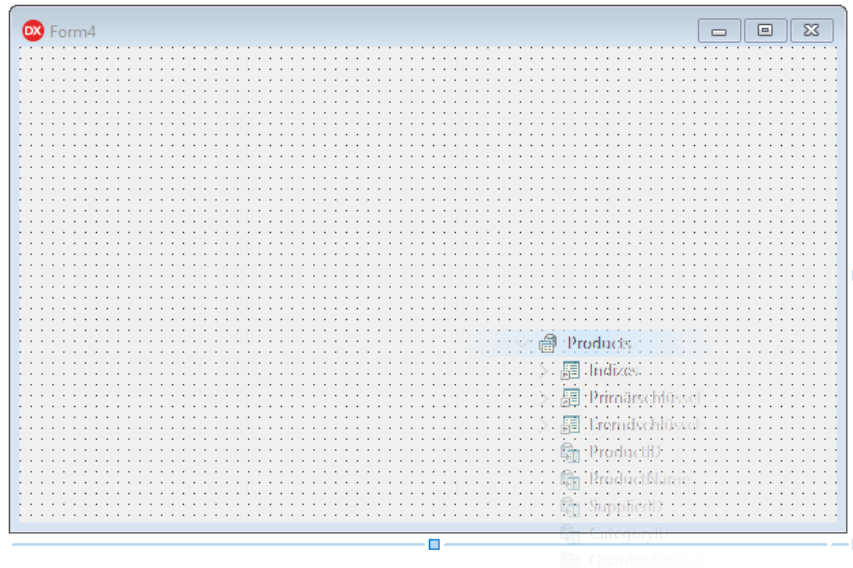 DX Form4
Products
Indizes
Primärschlüssel
Fremdschlüssel
ProductID
ProductName
SupplierID
CategoryID